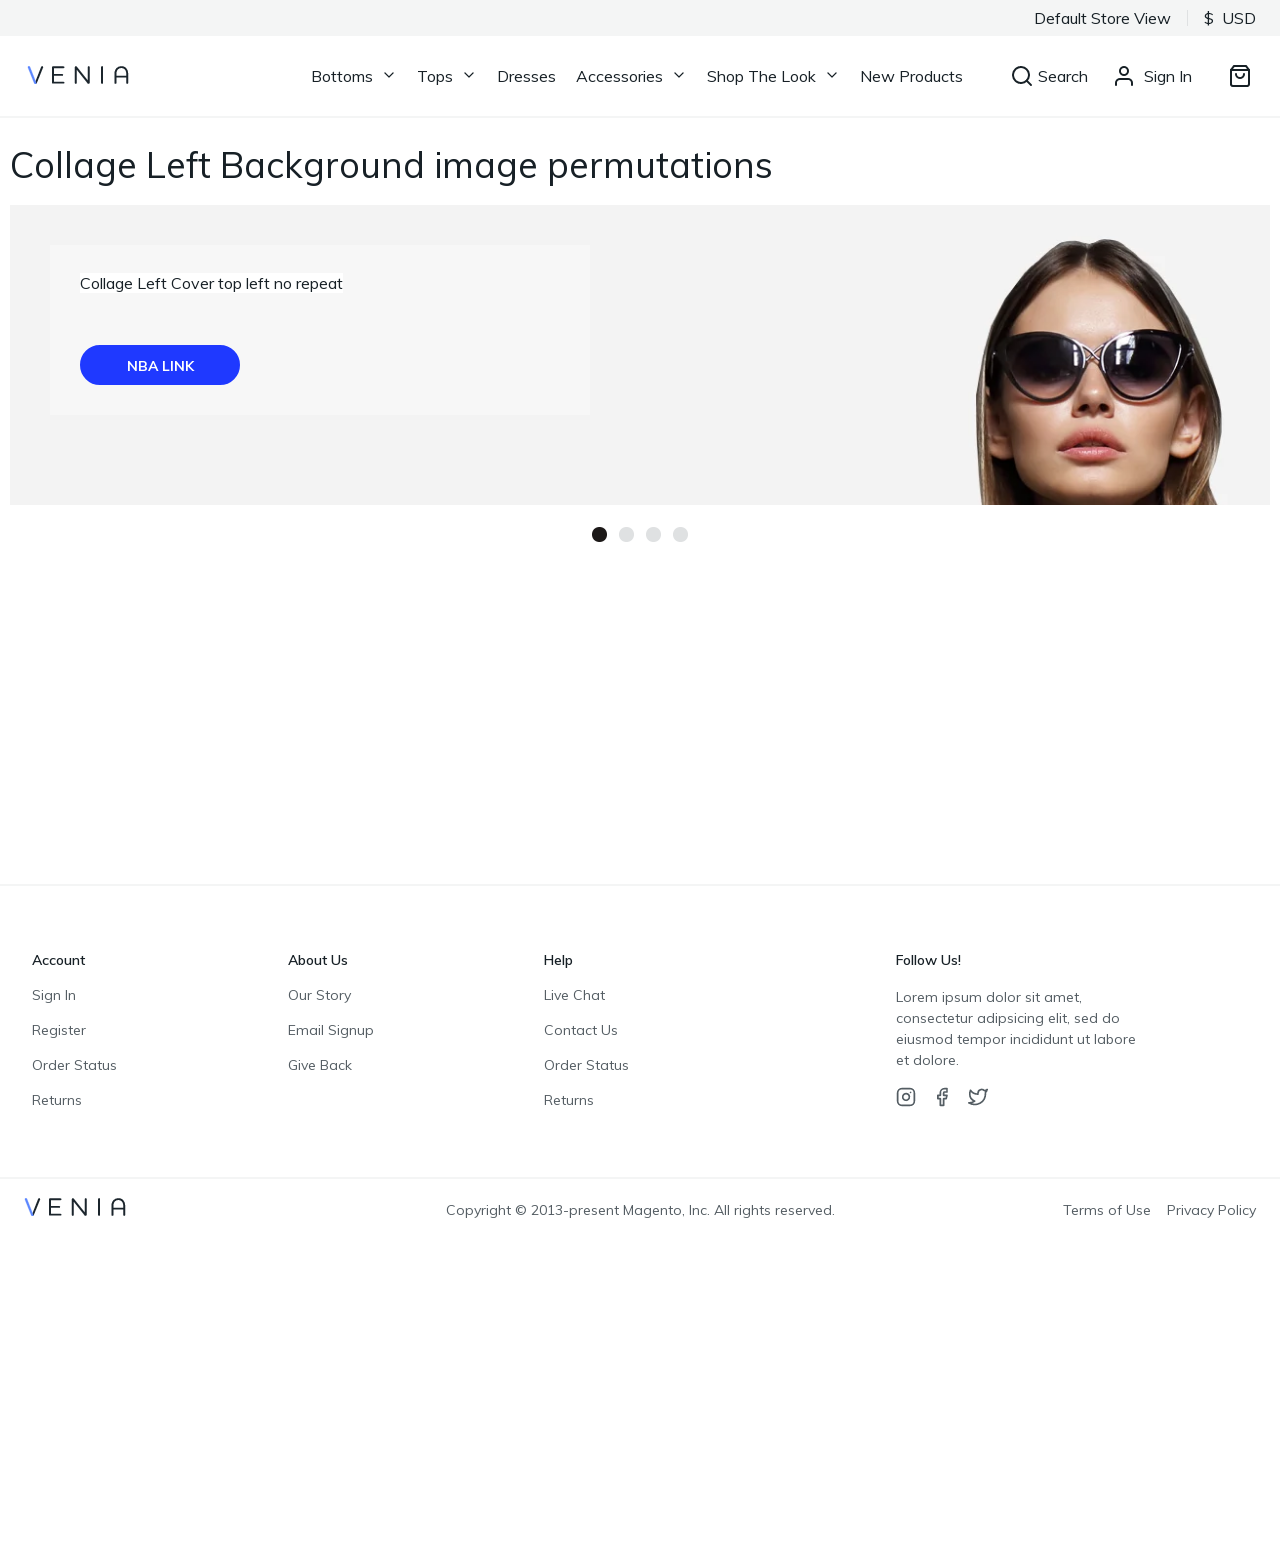 Default Store View
$ USD
VENIA
Bottoms
Tops
Dresses
Accessories
Shop The Look
New Products
Search
Sign In
Collage Left Background image permutations
Collage Left Cover top left no repeat
NBA LINK
Account
Sign In
Register
Order Status
Returns
About Us
Our Story
Email Signup
Give Back
Help
Live Chat
Contact Us
Order Status
Returns
Follow Us!
Lorem ipsum dolor sit amet,
consectetur adipsicing elit, sed do
eiusmod tempor incididunt ut labore
et dolore.
VENIA
Copyright © 2013-present Magento, Inc. All rights reserved.
Terms of Use
Privacy Policy